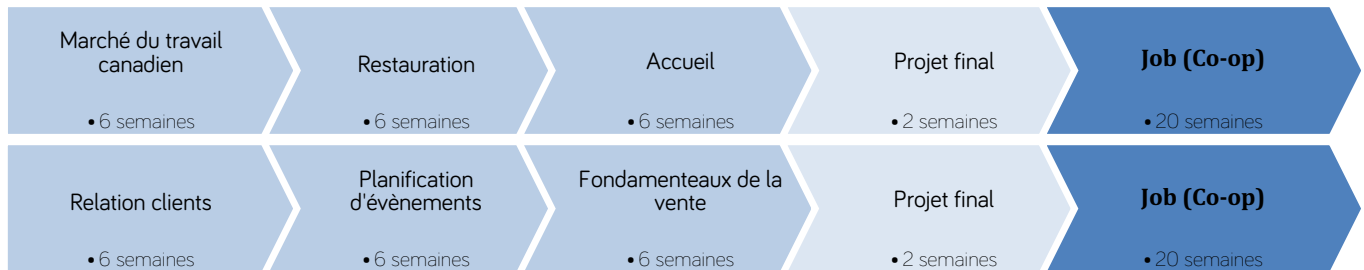 Marché du travail
canadien
• 6 semaines
Restauration
• 6 semaines
Accueil
• 6 semaines
Projet final
• 2 semaines
Job (Co-op)
• 20 semaines
Relation clients
• 6 semaines
Planification
d'évènements
• 6 semaines
Fondamenteaux de la
vente
• 6 semaines
Projet final
• 2 semaines
Job (Co-op)
• 20 semaines